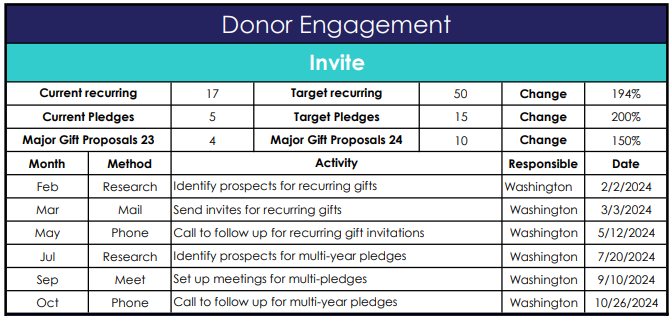 Donor Engagement
Invite
Current recurring 17 Target recurring 50 Change 194%
Current Pledges 5 Target Pledges 15 Change 200%
Major Gift Proposals 23 4 Major Gift Proposals 24 10 Change 150%
Month Method Activity Responsible Date
Feb Research Identify prospects for recurring gifts Washington 2/2/2024
Mar Mail Send invites for recurring gifts Washington 3/3/2024
May Phone Call to follow up for recurring gift invitations Washington 5/12/2024
Jul Research Identify prospects for multi-year pledges Washington 7/20/2024
Sep Meet Set up meetings for multi-pledges Washington 9/10/2024
Oct Phone Call to follow up for multi-year pledges Washington 10/26/2024